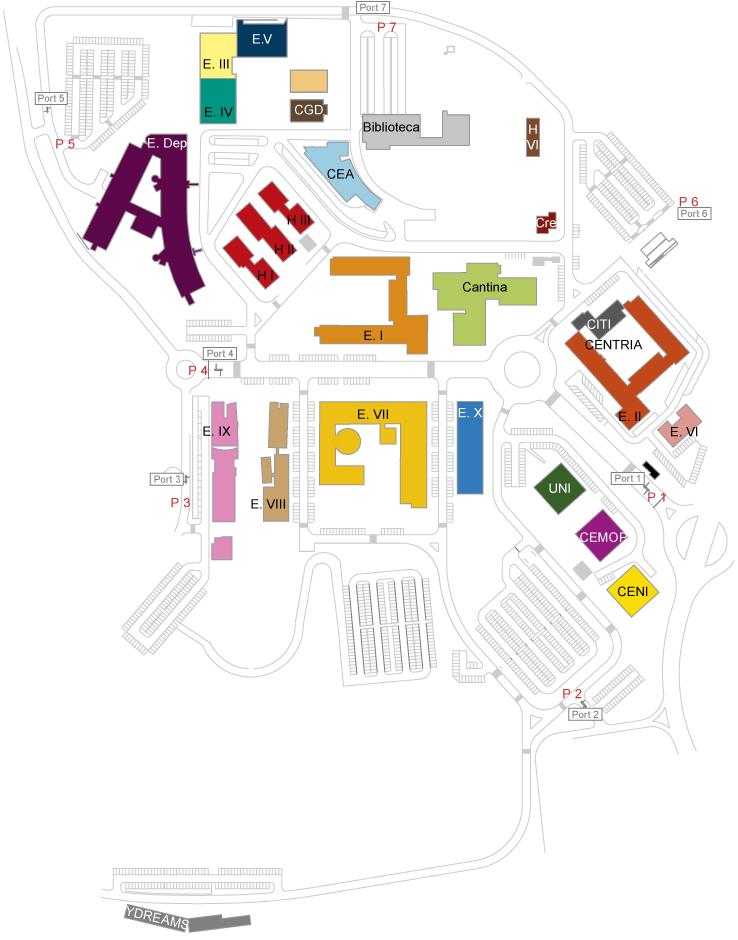 Port 7
P 7
E.V
E. III
Port 5
CGD
E. IV
Biblioteca
H
VI
P 5
E. Dep
CEA
P 6
Port 6
H III
Cre
H II
H I
Cantina
CITI
E. I
CENTRIA
Port 4
P 4
E. II
E. IX
E. VII
E. X
E. VI
Port 3
Port 1
UNI
P 3
E. VIII
P 1
CEMOP
CENI
P 2
Port 2
YDREAMS